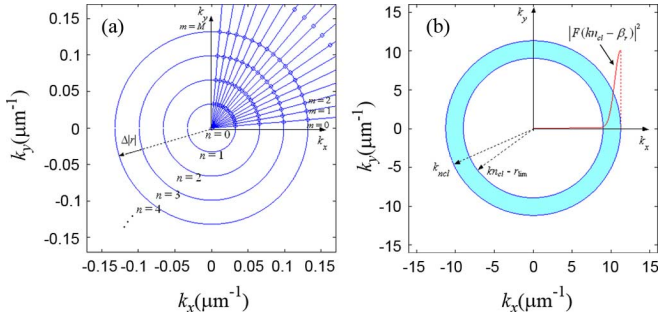 (a)
k_y
m = M
0.15
0.1
0.05
0
-0.05
-0.1
-0.15
k_y(μm⁻¹)
m = 2
m = 1
m = 0
k_x
n = 0
n = 1
n = 2
n = 3
n = 4
Δ|r|
-0.15 -0.1 -0.05 0 0.05 0.1 0.15
k_x(μm⁻¹)
(b)
k_y
|F(kn_cl − β_r)|²
15
10
5
0
-5
-10
-15
k_y(μm⁻¹)
k_x
k_ncl
kn_cl - r_lim
-10 -5 0 5 10 15
k_x(μm⁻¹)